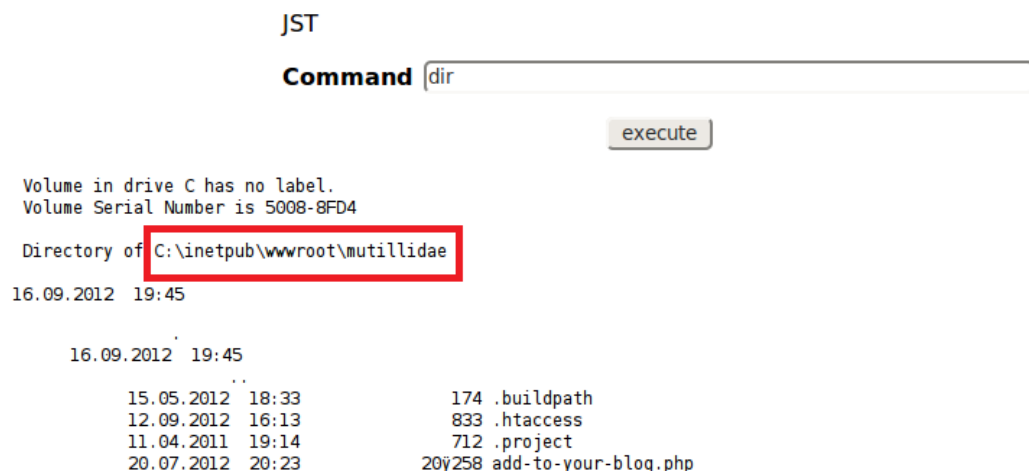 JST
Command dir
execute
Volume in drive C has no label.
Volume Serial Number is 5008-8FD4
Directory of C:\inetpub\wwwroot\mutillidae
16.09.2012 19:45
.
16.09.2012 19:45
..
15.05.2012 18:33 174 .buildpath
12.09.2012 16:13 833 .htaccess
11.04.2011 19:14 712 .project
20.07.2012 20:23 20ÿ258 add-to-your-blog.php